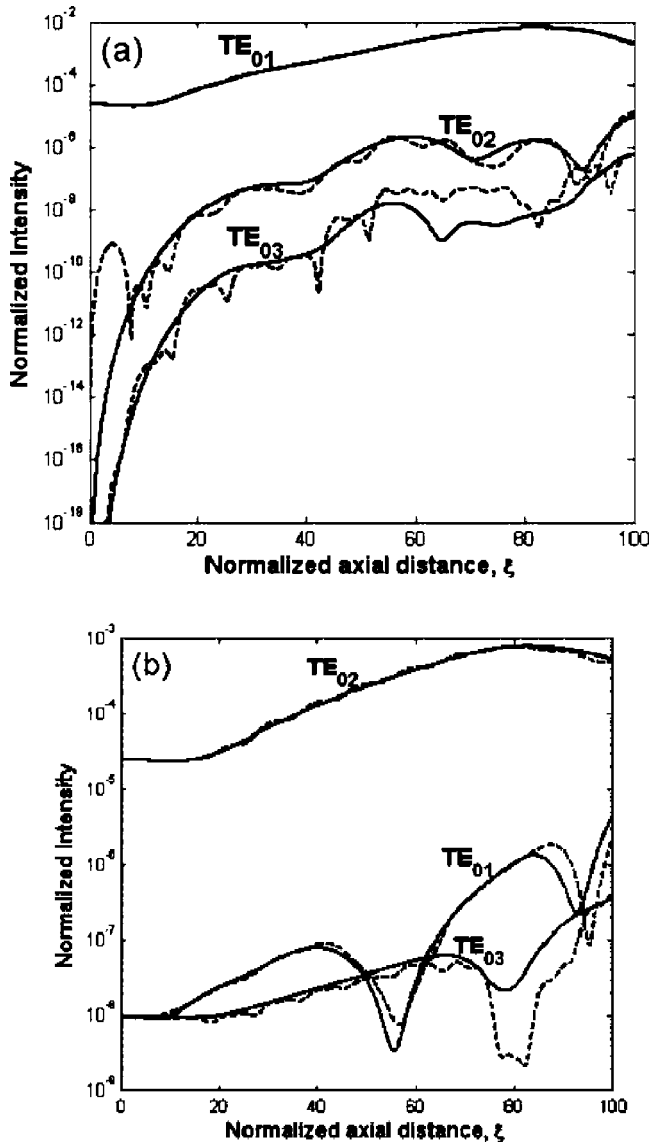 (a)
10⁻²
10⁻⁴
10⁻⁶
10⁻⁸
10⁻¹⁰
10⁻¹²
10⁻¹⁴
10⁻¹⁶
Normalized Intensity
TE₀₁
TE₀₂
TE₀₃
0 20 40 60 80 100
Normalized axial distance, ξ
(b)
10⁻³
10⁻⁴
10⁻⁵
10⁻⁶
10⁻⁷
10⁻⁸
10⁻⁹
Normalized Intensity
TE₀₂
TE₀₁
TE₀₃
0 20 40 60 80 100
Normalized axial distance, ξ